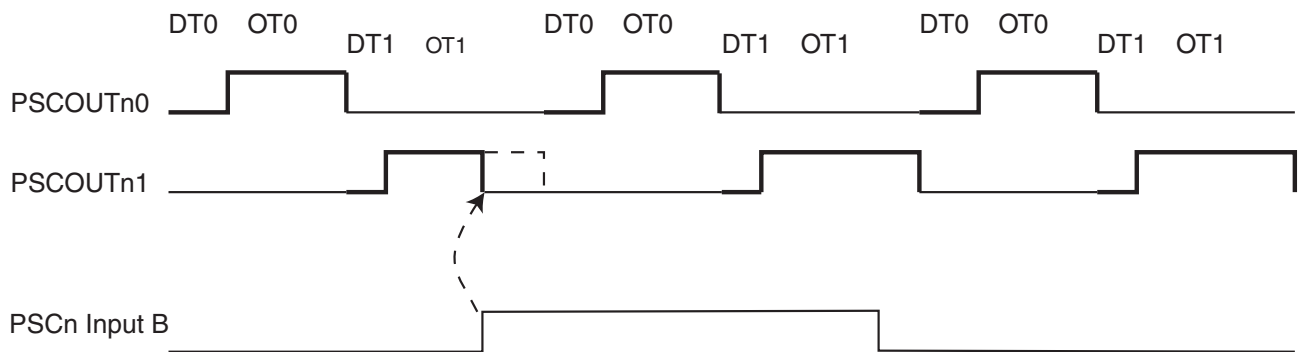 DT0 OT0 DT1 OT1 DT0 OT0 DT1 OT1 DT0 OT0 DT1 OT1
PSCOUTn0
PSCOUTn1
PSCn Input B